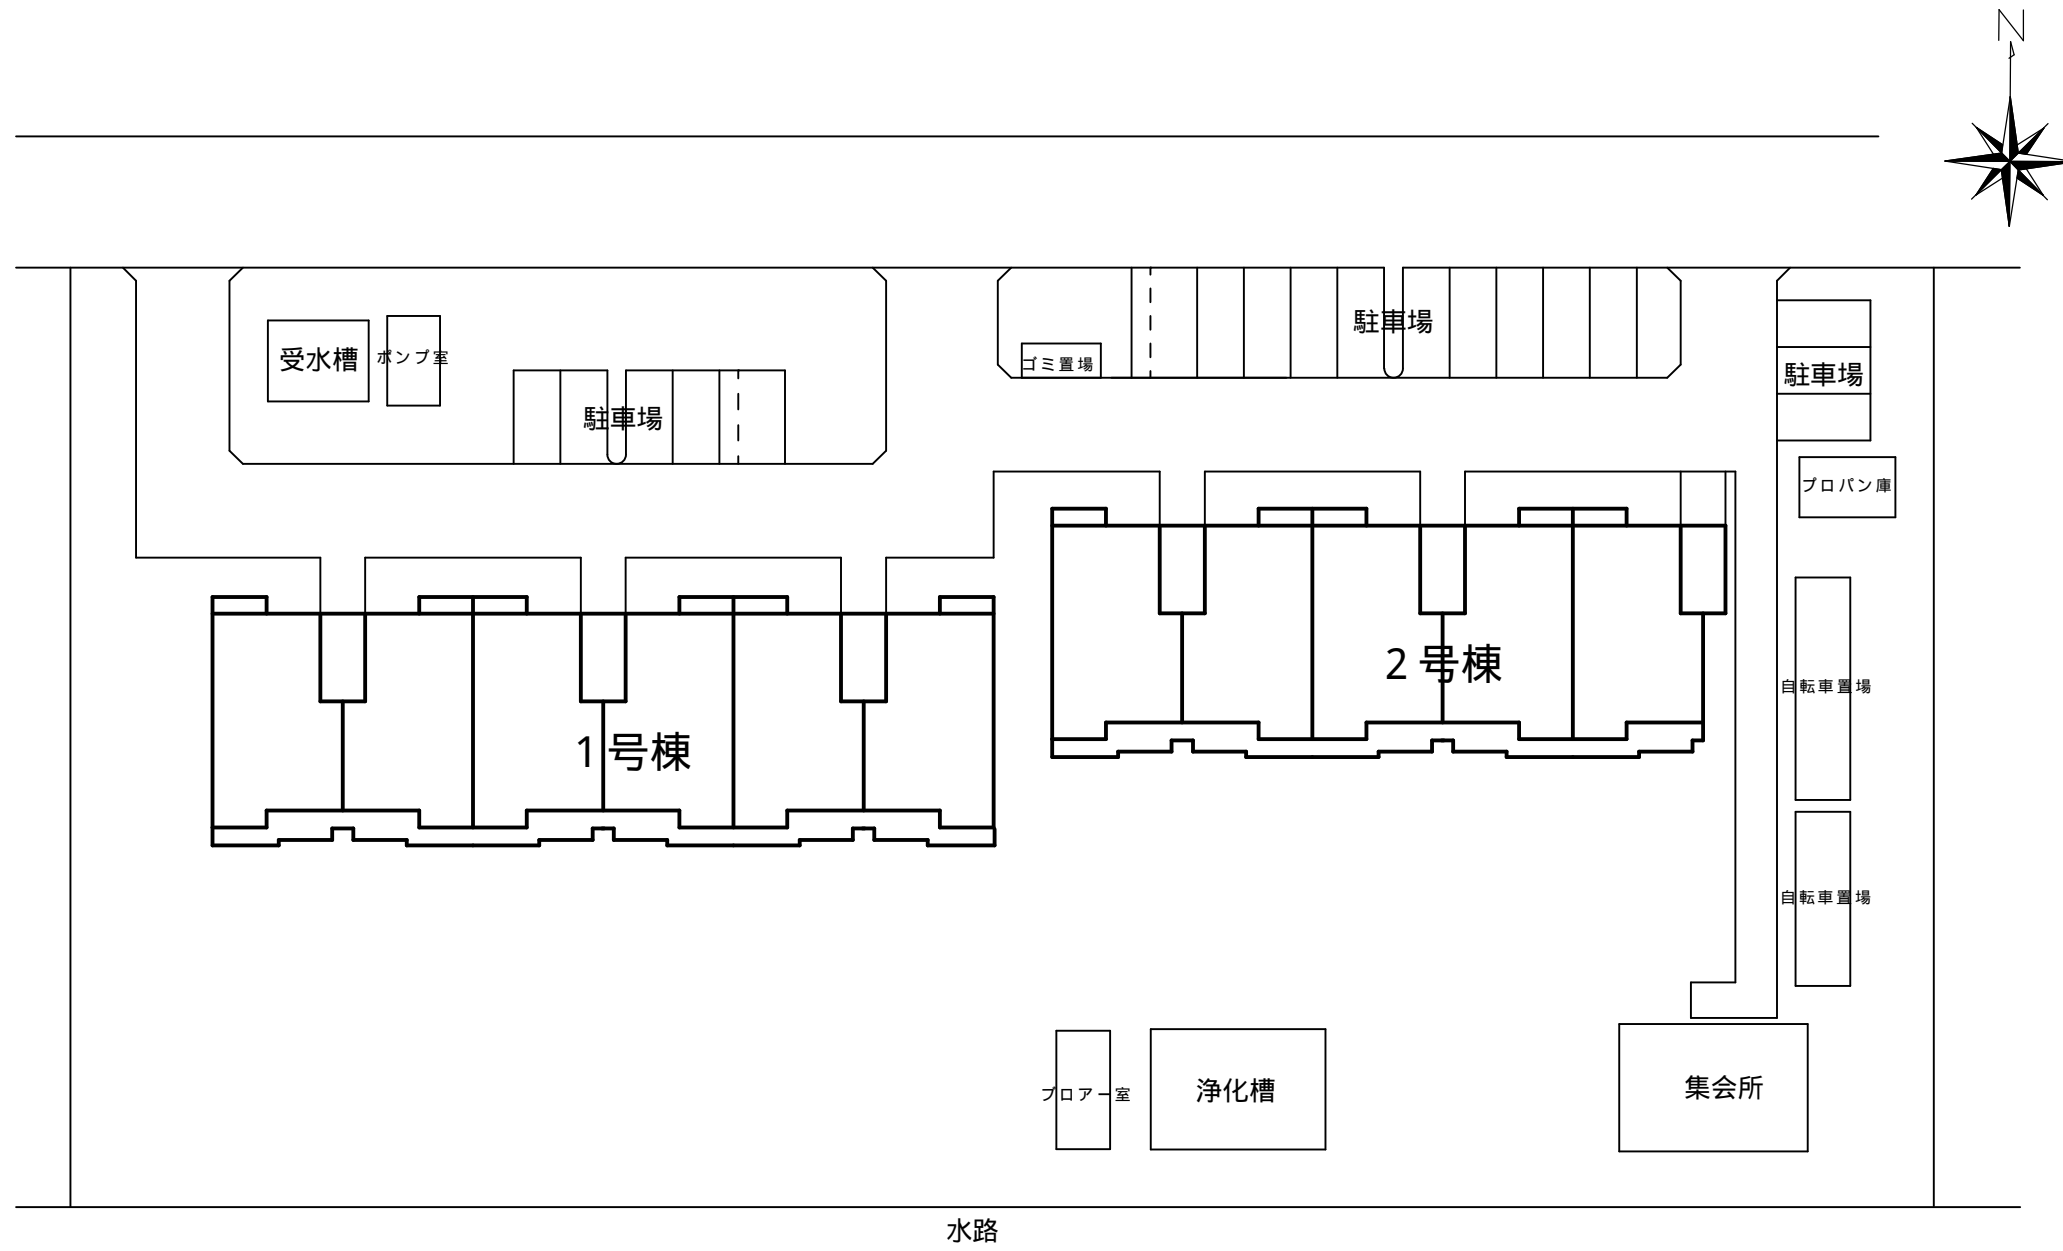 N
駐車場
受水槽
ポンプ室
ゴミ置場
駐車場
駐車場
プロパン庫
2号棟
自転車置場
1号棟
自転車置場
ブロアー室
浄化槽
集会所
水路